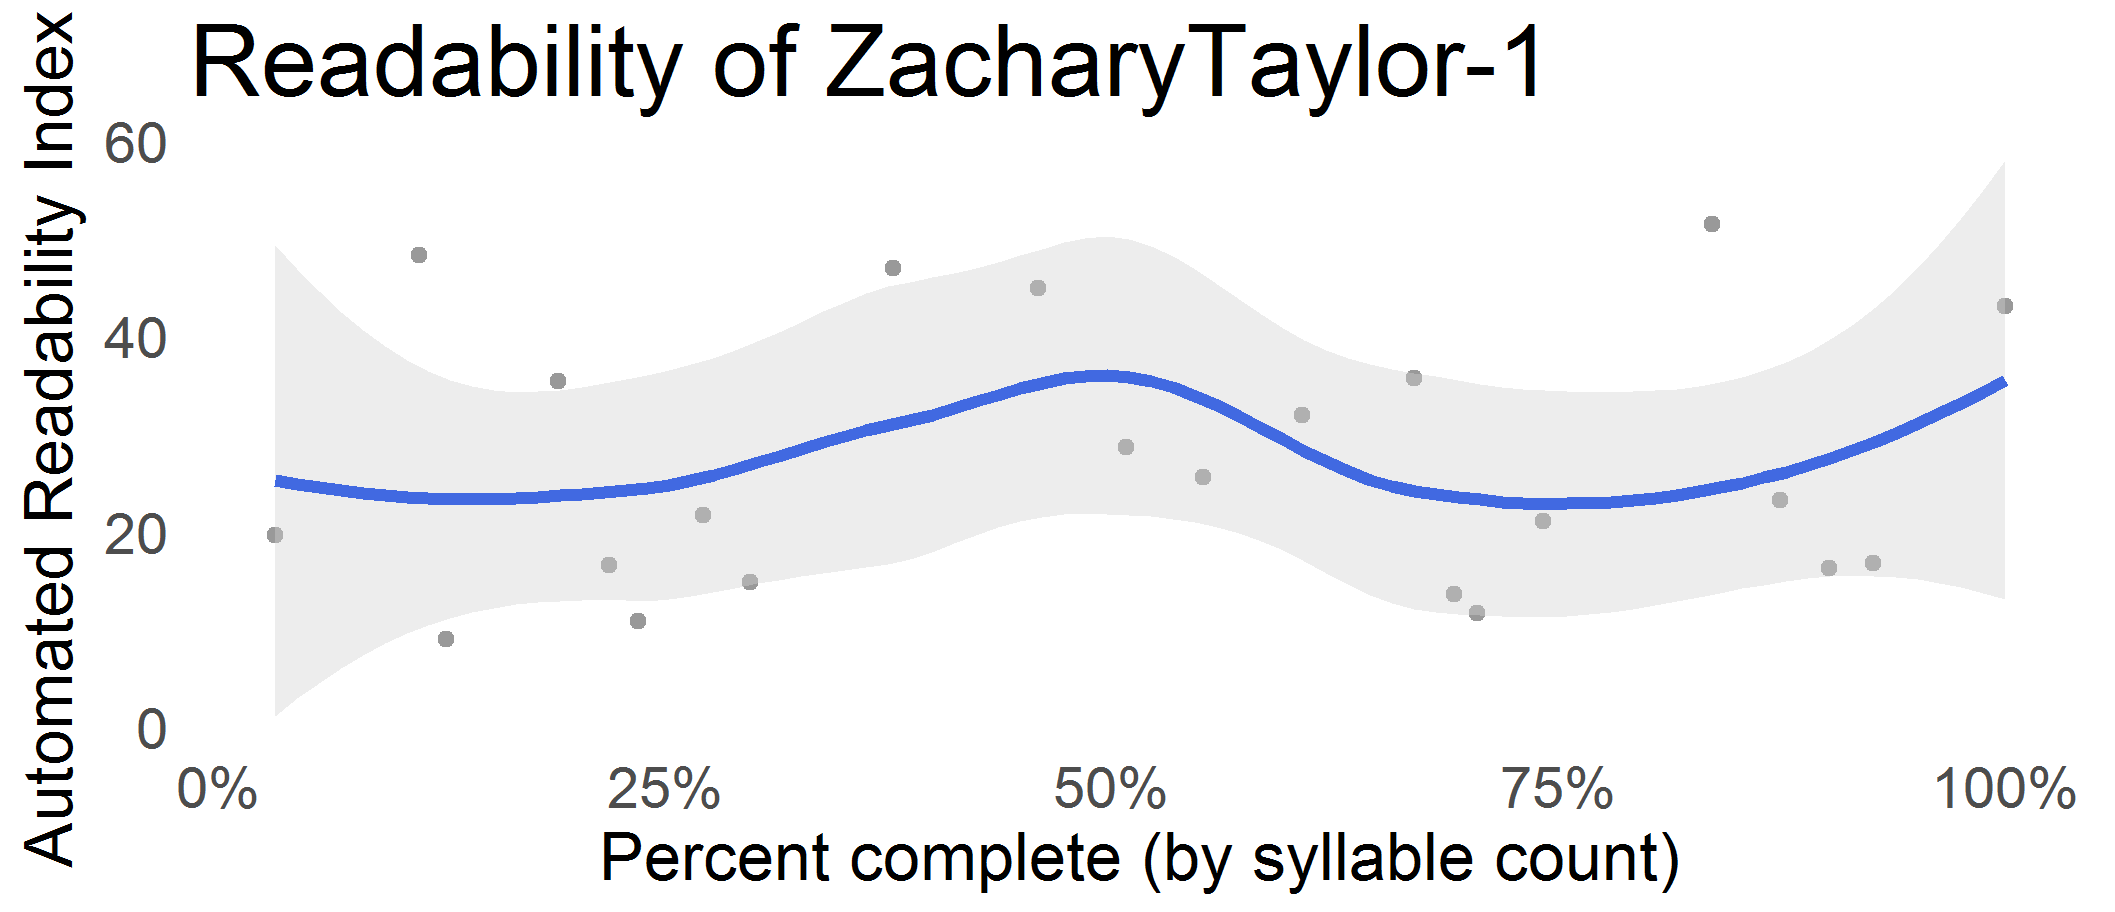 Readability of ZacharyTaylor-1
Automated Readability Index
60
40
20
0
0% 25% 50% 75% 100%
Percent complete (by syllable count)